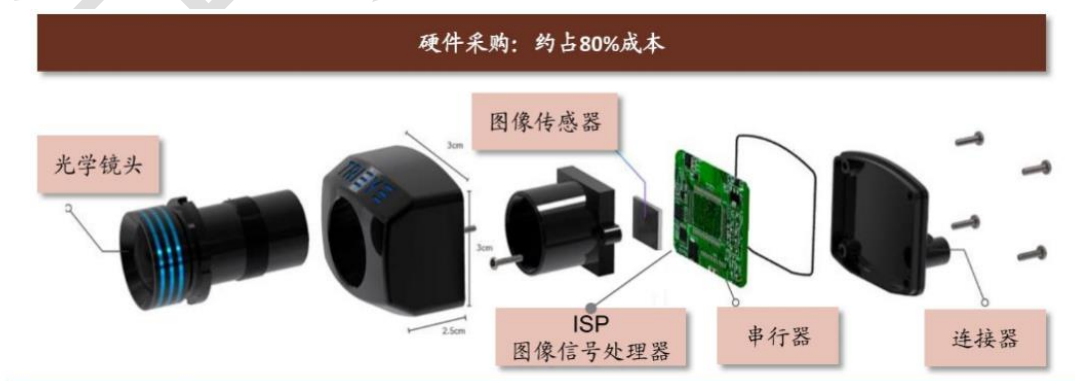 硬件采购：约占80%成本
图像传感器
光学镜头
3cm
3cm
2.5cm
ISP
图像信号处理器
串行器
连接器